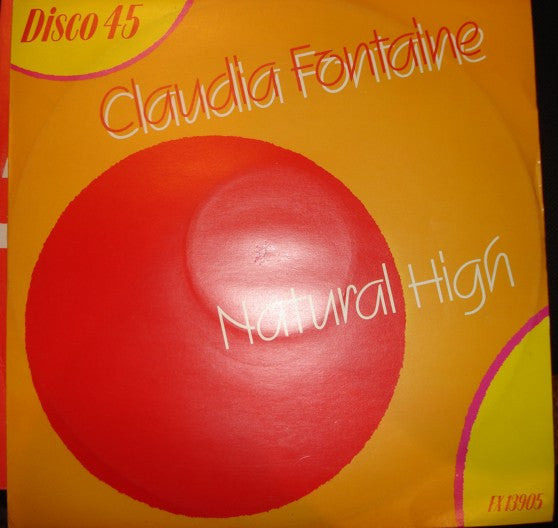 Disco 45
Claudia Fontaine
Natural High
FX 13905